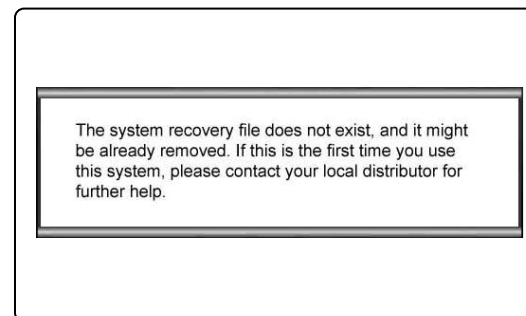 The system recovery file does not exist, and it might
be already removed. If this is the first time you use
this system, please contact your local distributor for
further help.